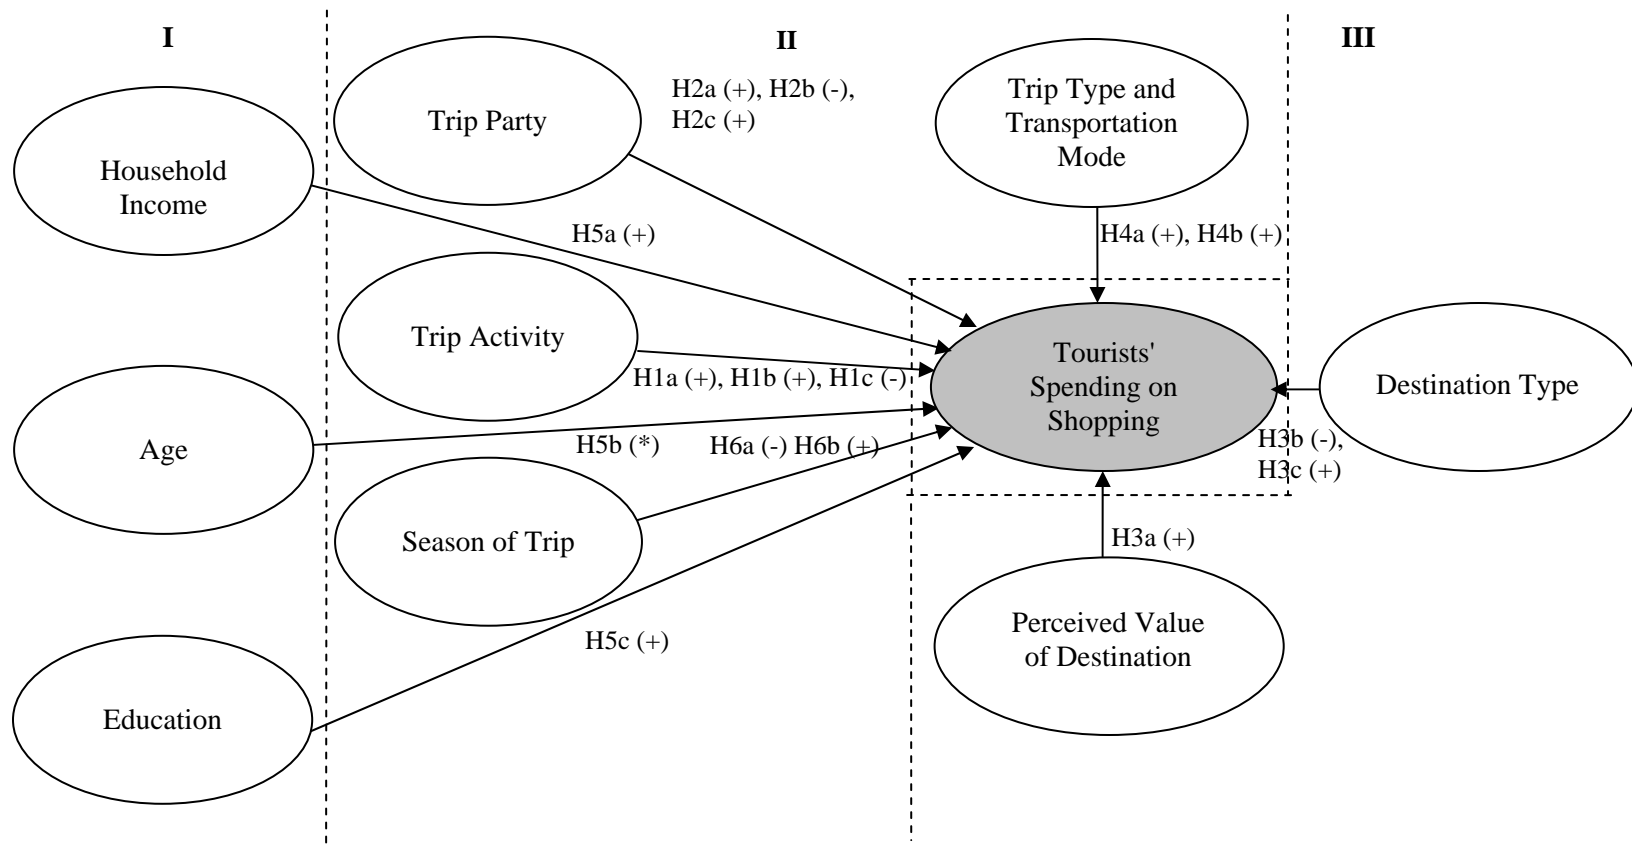 I
II
III
Trip Party
H2a (+), H2b (-),
H2c (+)
Trip Type and
Transportation
Mode
Household
Income
H5a (+)
H4a (+), H4b (+)
Trip Activity
H1a (+), H1b (+), H1c (-)
Tourists'
Spending on
Shopping
Destination Type
Age
H5b (*)
H6a (-) H6b (+)
H3b (-),
H3c (+)
Season of Trip
H3a (+)
H5c (+)
Perceived Value
of Destination
Education